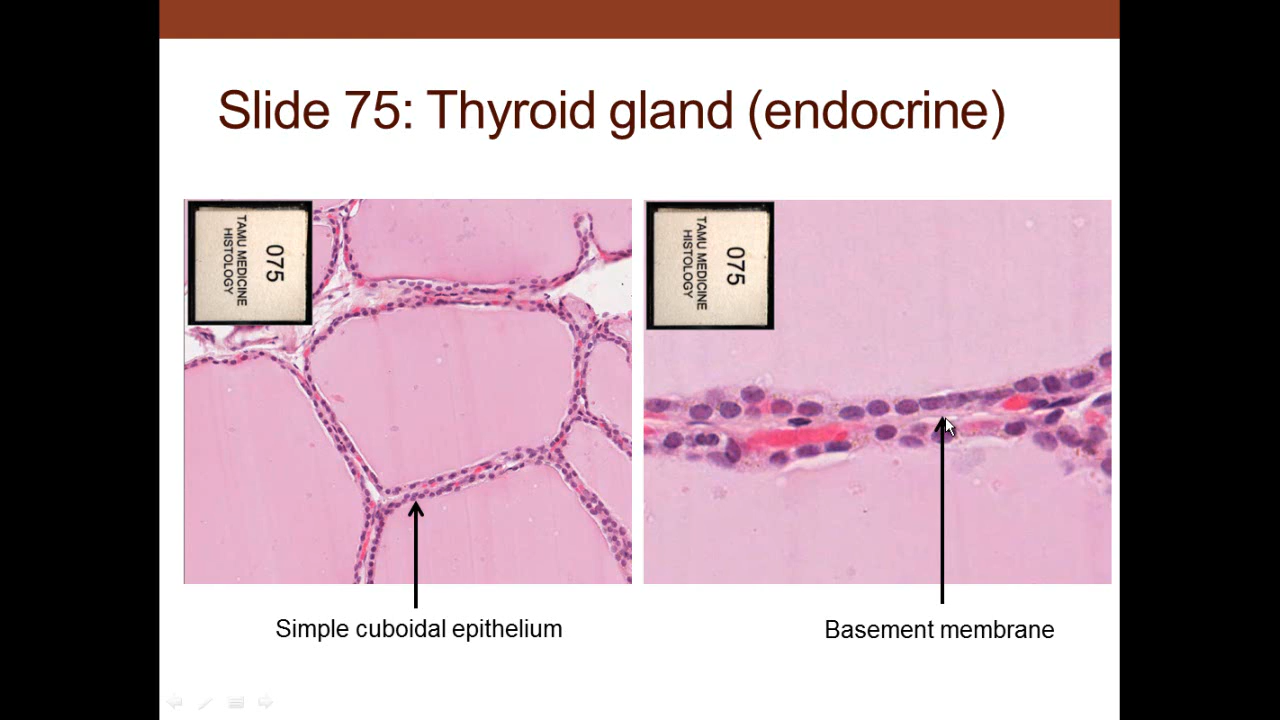 Slide 75: Thyroid gland (endocrine)
075
TAMU MEDICINE
HISTOLOGY
075
TAMU MEDICINE
HISTOLOGY
Simple cuboidal epithelium
Basement membrane